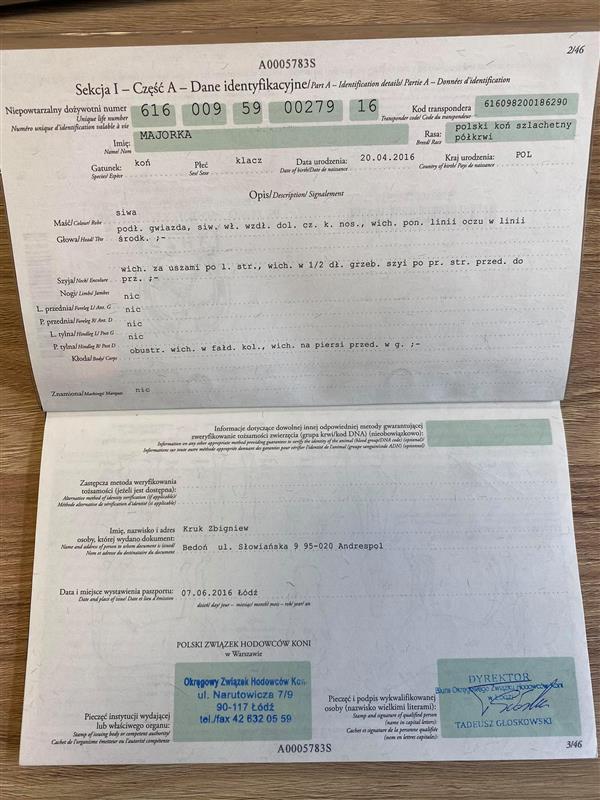 2/46
A0005783S
Sekcja I – Część A – Dane identyfikacyjne/Part A – Identification details/ Partie A – Données d'identification
Niepowtarzalny dożywotni numer 616 009 59 00279 16 Kod transpondera 616098200186290
Unique life number Transponder code/ Code du transpondeur
Numéro unique d'identification valable à vie
Imię: MAJORKA Rasa: polski koń szlachetny
Name/ Nom Breed/ Race półkrwi
Gatunek: koń Płeć klacz Data urodzenia: 20.04.2016 Kraj urodzenia: POL
Species/ Espèce Sex/ Sexe Date of birth/Date de naissance Country of birth/ Pays de naissance
Opis/Description/ Signalement
Maść/Colour/ Robe siwa
Głowa/Head/ Tête podł. gwiazda, siw. wł. wzdł. dol. cz. k. nos., wich. pon. linii oczu w linii
środk. ;-
wich. za uszami po l. str., wich. w 1/2 dł. grzeb. szyi po pr. str. przed. do
Szyja/Neck/ Encolure prz. ;-
Nogi/Limbs/ Jambes nic
L. przednia/Foreleg L/ Ant. G nic
P. przednia/Foreleg R/ Ant. D nic
L. tylna/Hindleg L/ Post G nic
P. tylna/Hindleg R/ Post D nic
Kłoda/Body/ Corps obustr. wich. w fałd. kol., wich. na piersi przed. w g. ;-
Znamiona/Markings/ Marques nic
Informacje dotyczące dowolnej innej odpowiedniej metody gwarantującej
zweryfikowanie tożsamości zwierzęcia (grupa krwi/kod DNA) (nieobowiązkowo):
Information on any other appropriate method providing guarantee to verify the identity of the animal (blood group/DNA code) (optional)/
Informations sur toute autre méthode appropriée donnant des garanties pour vérifier l'identité de l'animal (groupe sanguin/code ADN) (optionnel)
Zastępcza metoda weryfikowania
tożsamości (jeżeli jest dostępna):
Alternative method of identity verification (if applicable)/
Méthode alternative de vérification d'identité (si applicable)
Imię, nazwisko i adres Kruk Zbigniew
osoby, której wydano dokument:
Name and address of person to whom document is issued/ Bedoń ul. Słowiańska 9 95-020 Andrespol
Nom et adresse du destinataire du document
Data i miejsce wystawienia paszportu: 07.06.2016 Łódź
Date and place of issue/ Date et lieu d'émission
dzień/ day/ jour – miesiąc/ month/ mois – rok/ year/ an
POLSKI ZWIĄZEK HODOWCÓW KONI
w Warszawie
Okręgowy Związek Hodowców Koni
ul. Narutowicza 7/9
90-117 Łódź
tel./fax 42 632 05 59
Pieczęć instytucji wydającej
lub właściwego organu:
Stamp of issuing body or competent authority/
Cachet de l'organisme émetteur ou l'autorité compétente
Pieczęć i podpis wykwalifikowanej
osoby (nazwisko wielkimi literami):
Stamp and signature of qualified person
(name in capital letters)/
Cachet et signature de la personne qualifiée
(nom en lettres capitales):
DYREKTOR
Biura Okręgowego Związku Hodowców Koni
w Łodzi
TADEUSZ GŁOSKOWSKI
A0005783S
3/46